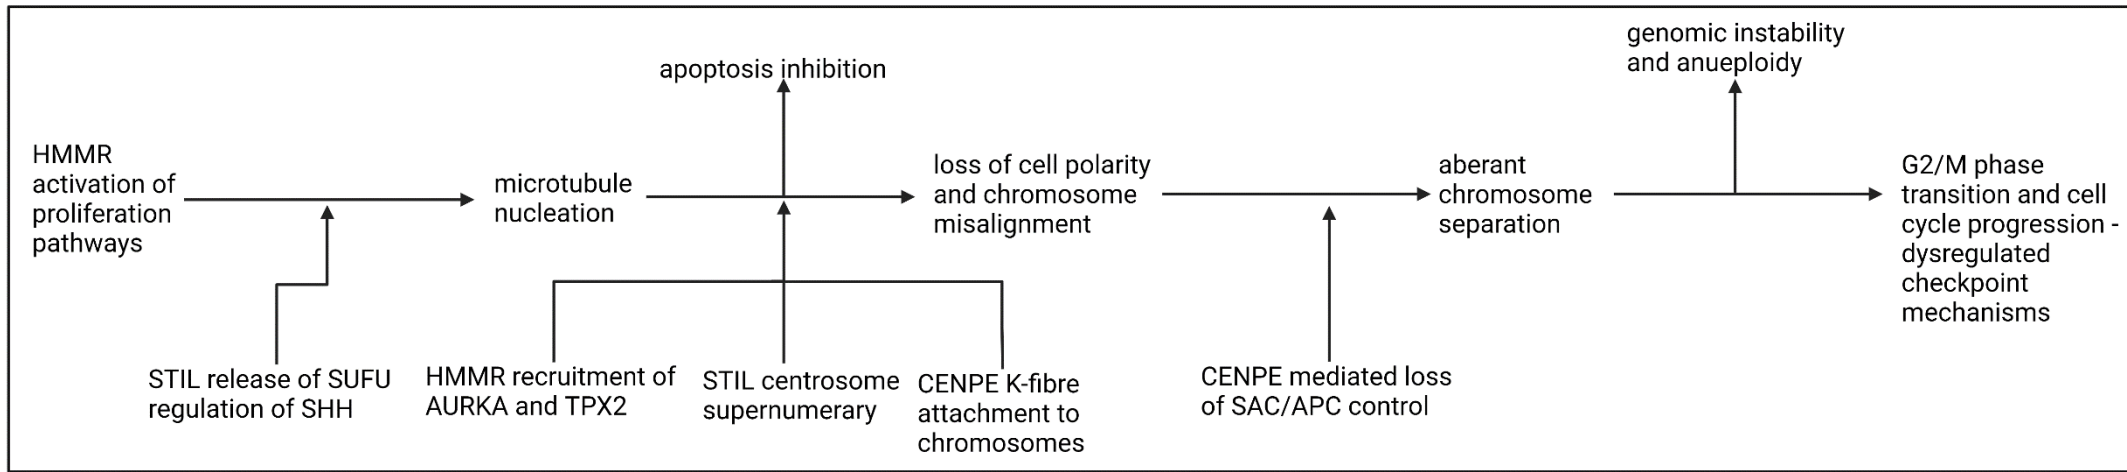 HMMR
activation of
proliferation
pathways
microtubule
nucleation
apoptosis inhibition
loss of cell polarity
and chromosome
misalignment
aberant
chromosome
separation
genomic instability
and anueploidy
G2/M phase
transition and cell
cycle progression -
dysregulated
checkpoint
mechanisms
STIL release of SUFU
regulation of SHH
HMMR recruitment of
AURKA and TPX2
STIL centrosome
supernumerary
CENPE K-fibre
attachment to
chromosomes
CENPE mediated loss
of SAC/APC control